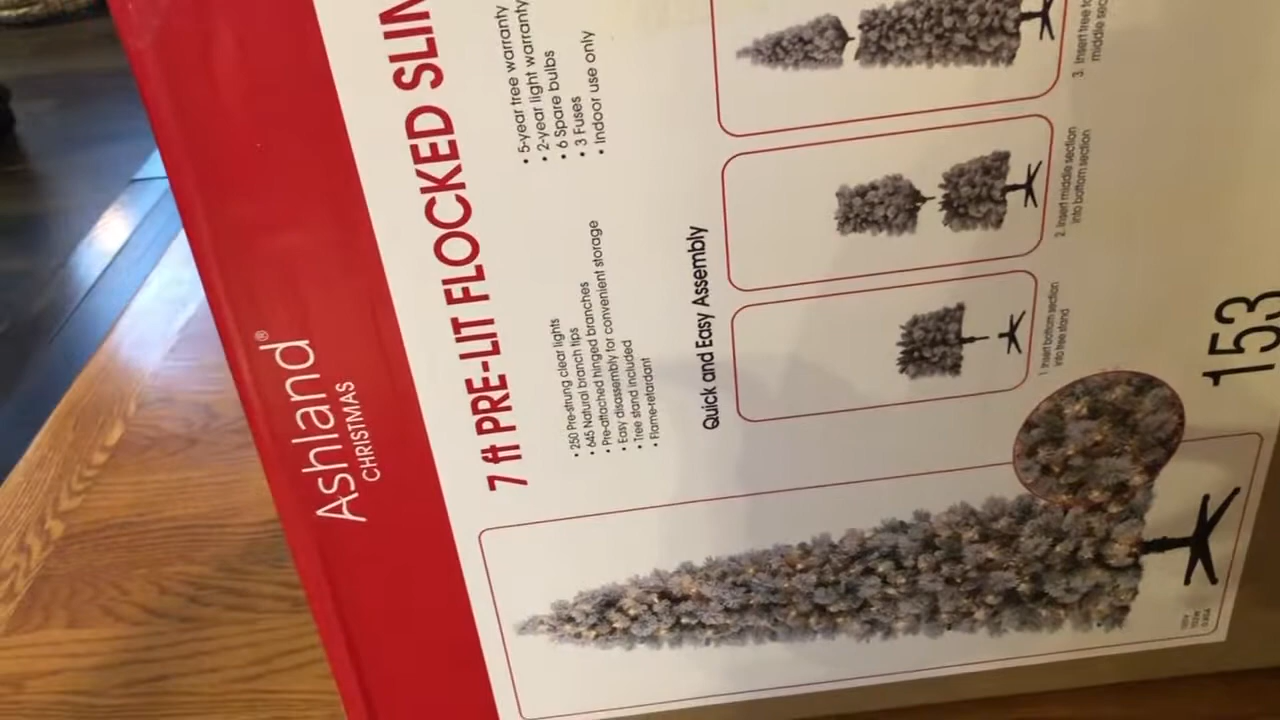 Ashland®
CHRISTMAS
7 ft PRE-LIT FLOCKED
• 250 Pre-strung clear lights
• 645 Natural branch tips
• Pre-attached hinged branches
• Easy disassembly for convenient storage
• Tree stand included
• Flame-retardant
• 5-year tree warranty
• 2-year light warranty
• 6 Spare bulbs
• 3 Fuses
• Indoor use only
Quick and Easy Assembly
1. Insert bottom section
into tree stand
2. Insert middle section
into bottom section
3. Insert tree
middle
153